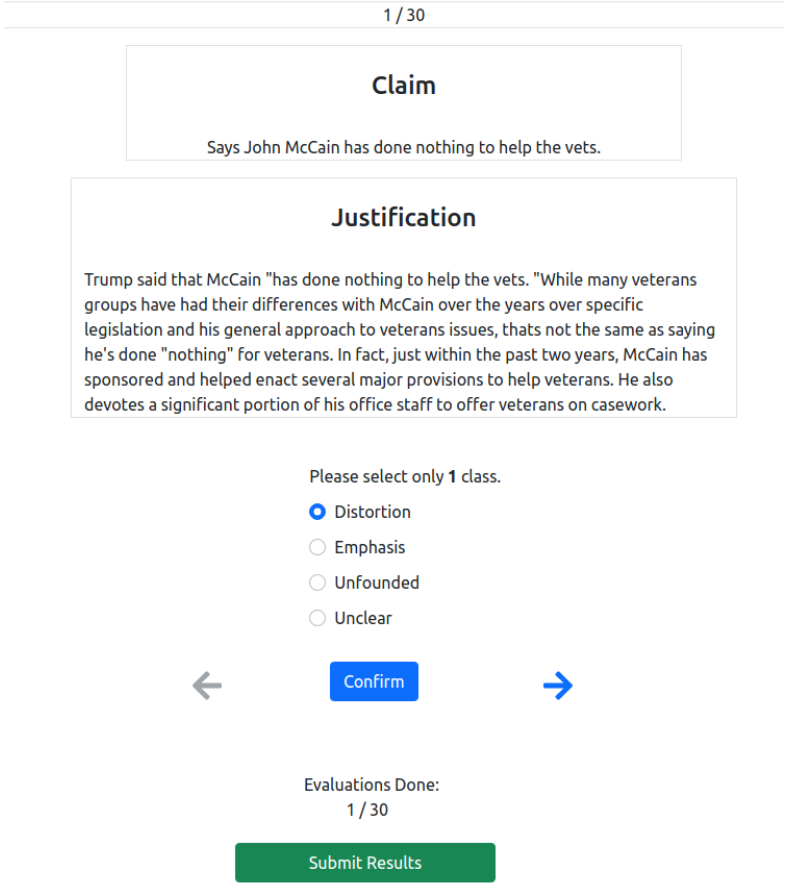 1 / 30
Claim
Says John McCain has done nothing to help the vets.
Justification
Trump said that McCain "has done nothing to help the vets. "While many veterans
groups have had their differences with McCain over the years over specific
legislation and his general approach to veterans issues, thats not the same as saying
he's done "nothing" for veterans. In fact, just within the past two years, McCain has
sponsored and helped enact several major provisions to help veterans. He also
devotes a significant portion of his office staff to offer veterans on casework.
Please select only 1 class.
Distortion
Emphasis
Unfounded
Unclear
Confirm
Evaluations Done:
1 / 30
Submit Results